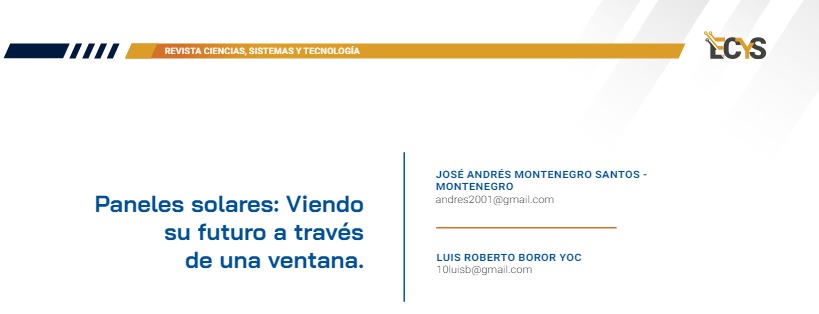 REVISTA CIENCIAS, SISTEMAS Y TECNOLOGÍA
ECYS
Paneles solares: Viendo
su futuro a través
de una ventana.
JOSÉ ANDRÉS MONTENEGRO SANTOS -
MONTENEGRO
andres2001@gmail.com
LUIS ROBERTO BOROR YOC
10luisb@gmail.com